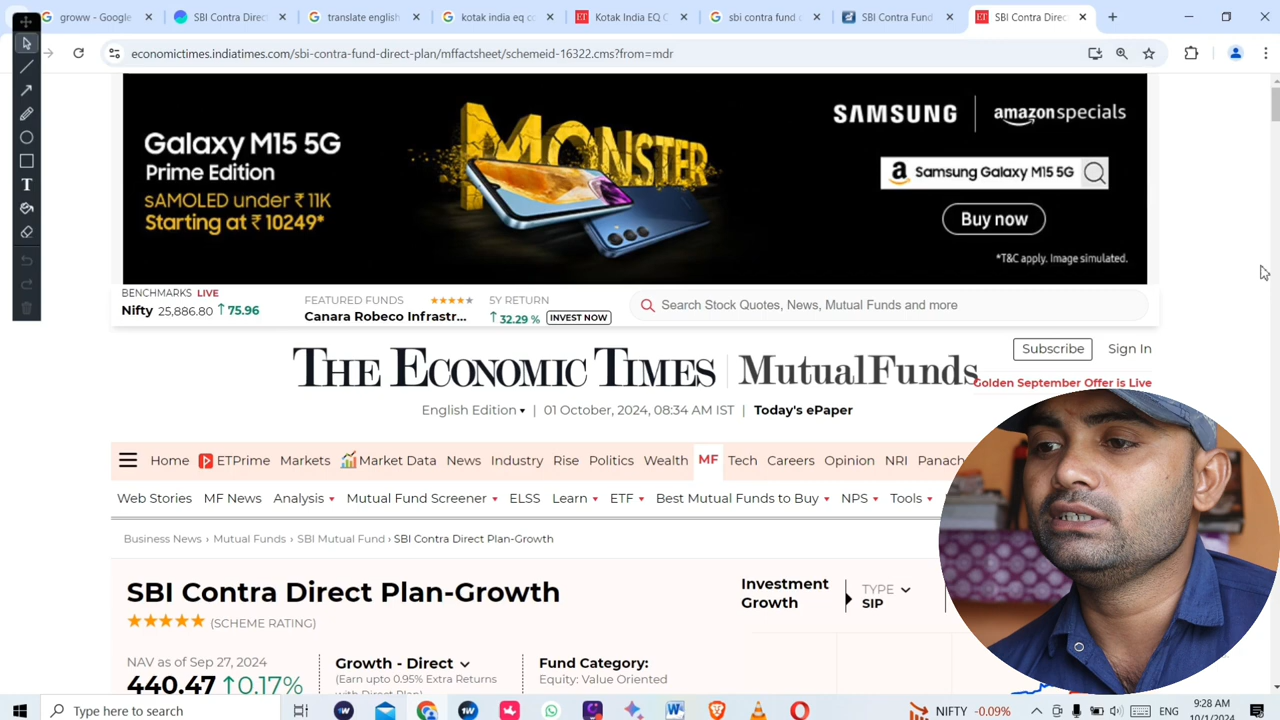 groww - Google
SBI Contra Direc
translate english
kotak india eq co
Kotak India EQ C
sbi contra fund
SBI Contra Fund
SBI Contra Direc
economictimes.indiatimes.com/sbi-contra-fund-direct-plan/mffactsheet/schemeid-16322.cms?from=mdr
T
Galaxy M15 5G
Prime Edition
sAMOLED under ₹ 11K
Starting at ₹ 10249*
MONSTER
SAMSUNG
amazonspecials
Samsung Galaxy M15 5G
Buy now
*T&C apply. Image simulated.
BENCHMARKS LIVE
Nifty 25,886.80 ↑ 75.96
FEATURED FUNDS
Canara Robeco Infrastr...
5Y RETURN
↑ 32.29 % INVEST NOW
Search Stock Quotes, News, Mutual Funds and more
THE ECONOMIC TIMES | MutualFunds
Subscribe Sign In
Golden September Offer is Live
English Edition ▾ | 01 October, 2024, 08:34 AM IST | Today's ePaper
Home ETPrime Markets Market Data News Industry Rise Politics Wealth MF Tech Careers Opinion NRI Panach
Web Stories MF News Analysis Mutual Fund Screener ELSS Learn ETF Best Mutual Funds to Buy NPS Tools
Business News › Mutual Funds › SBI Mutual Fund › SBI Contra Direct Plan-Growth
SBI Contra Direct Plan-Growth
★★★★★ (SCHEME RATING)
Investment
Growth
TYPE
SIP
NAV as of Sep 27, 2024
440.47 ↑0.17%
Growth - Direct
(Earn upto 0.95% Extra Returns
with Direct Plan)
Fund Category:
Equity: Value Oriented
Type here to search
NIFTY -0.09%
ENG
9:28 AM
10/1/2024